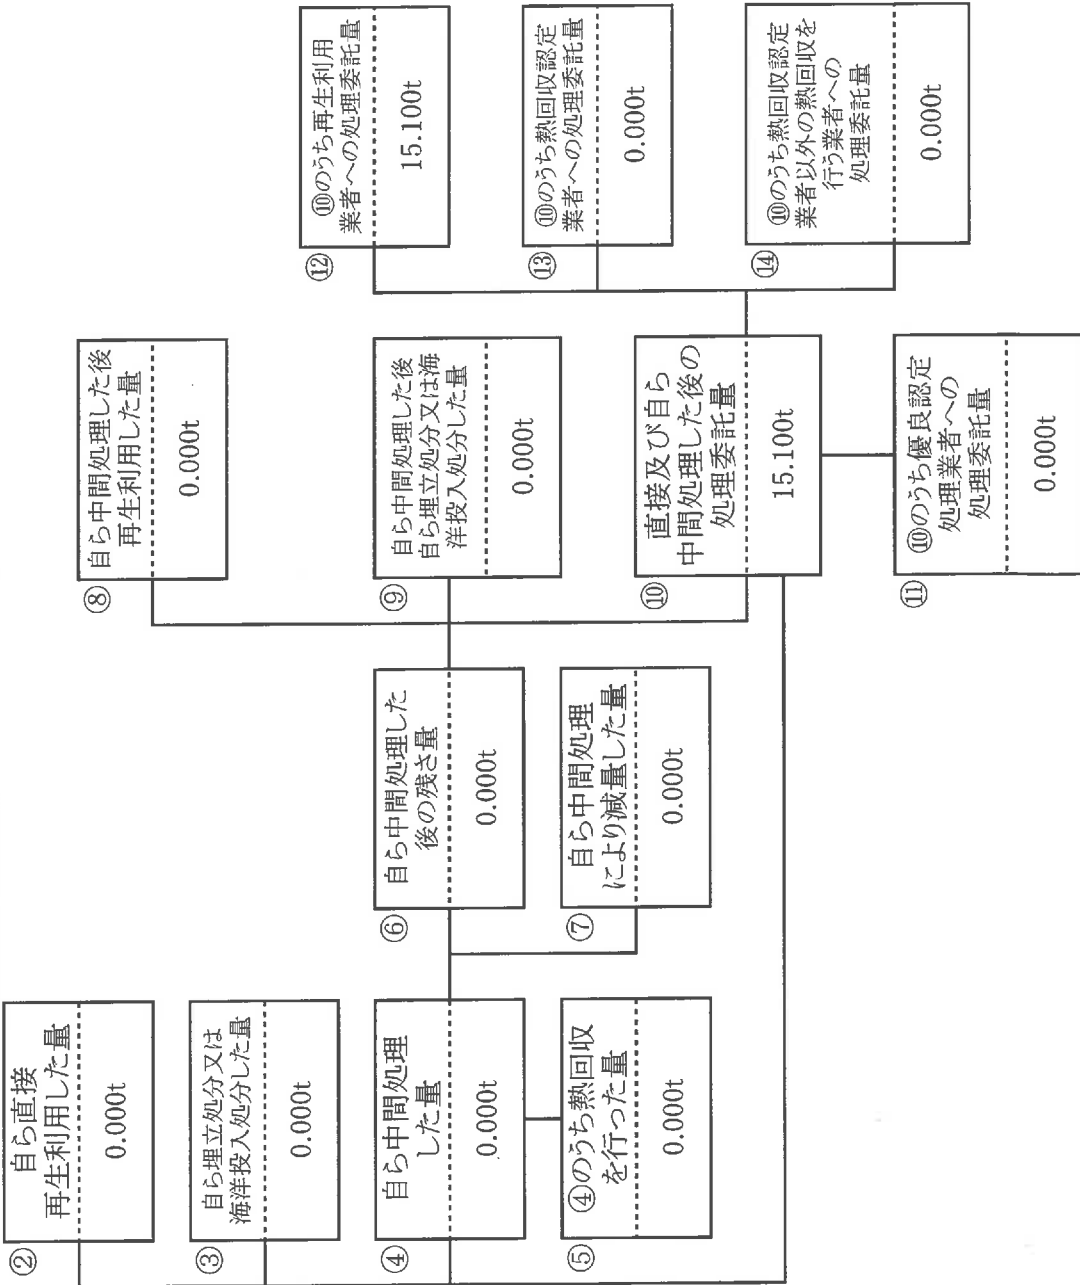 ②
自ら直接
再生利用した量
0.000t
③
自ら埋立処分又は
海洋投入処分した量
0.000t
④
自ら中間処理
した量
0.000t
⑤
④のうち熱回収
を行った量
0.000t
⑥
自ら中間処理した
後の残さ量
0.000t
⑦
自ら中間処理
により減量した量
0.000t
⑧
自ら中間処理した後
再生利用した量
0.000t
⑨
自ら中間処理した後
自ら埋立処分又は海
洋投入処分した量
0.000t
⑩
直接及び自ら
中間処理した後の
処理委託量
15.100t
⑪
⑩のうち優良認定
処理業者への
処理委託量
0.000t
⑫
⑩のうち再生利用
業者への処理委託量
15.100t
⑬
⑩のうち熱回収認定
業者への処理委託量
0.000t
⑭
⑩のうち熱回収認定
業者以外の熱回収を
行う業者への
処理委託量
0.000t